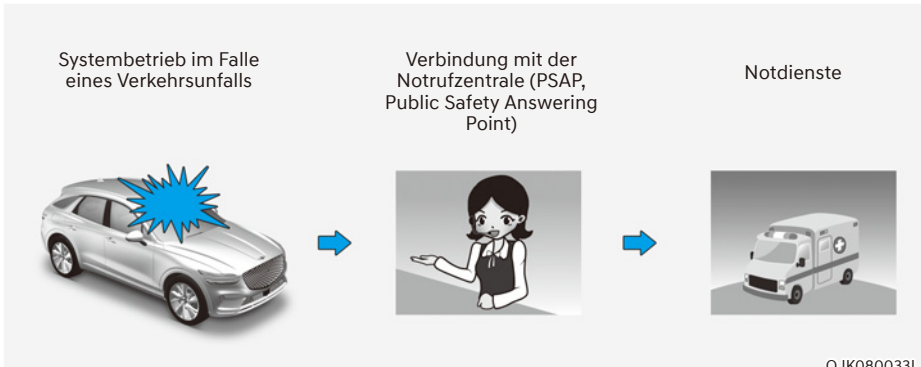 Systembetrieb im Falle
eines Verkehrsunfalls
Verbindung mit der
Notrufzentrale (PSAP,
Public Safety Answering
Point)
Notdienste